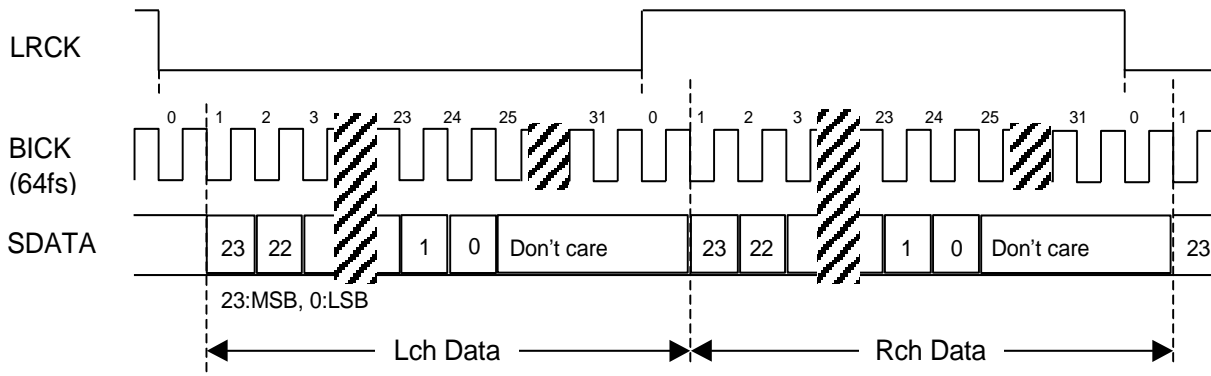 LRCK
0 1 2 3 23 24 25 31 0 1 2 3 23 24 25 31 0 1
BICK
(64fs)
SDATA 23 22 1 0 Don't care 23 22 1 0 Don't care 23
23:MSB, 0:LSB
Lch Data Rch Data